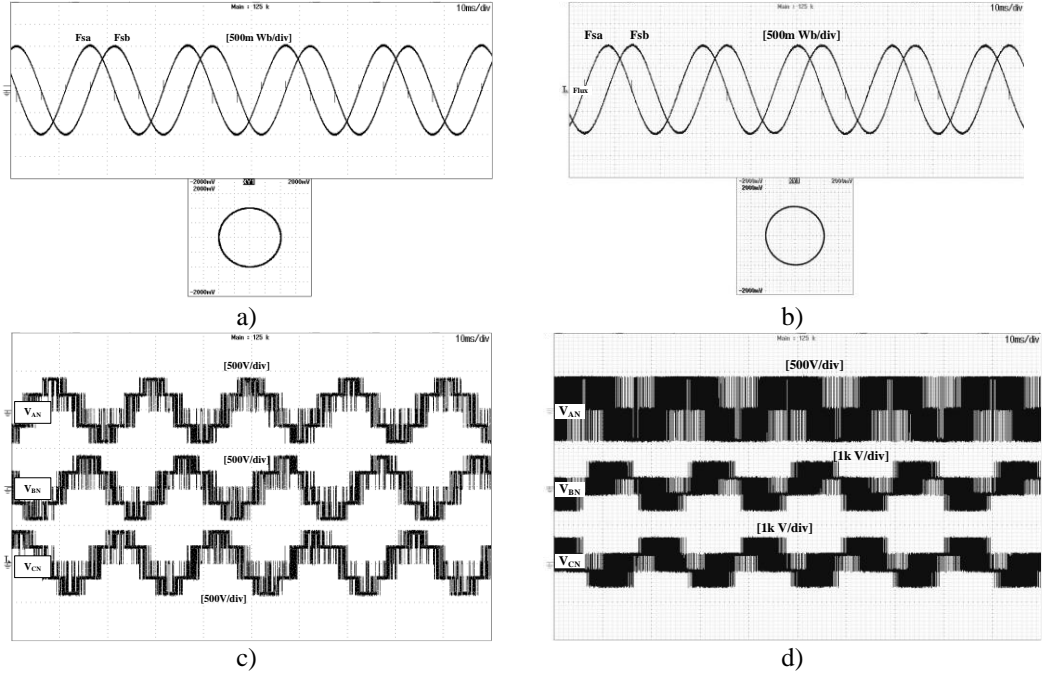 Main : 125 k
10ms/div
Fsa
Fsb
[500m Wb/div]
-2000mV
2000mV
2000mV
-2000mV
a)
Main : 125 k
10ms/div
Fsa
Fsb
[500m Wb/div]
Flux
-2000mV
2000mV
2000mV
-2000mV
b)
Main : 125 k
10ms/div
[500V/div]
VAN
[500V/div]
VBN
VCN
[500V/div]
c)
Main : 125 k
10ms/div
[500V/div]
VAN
[1k V/div]
VBN
[1k V/div]
VCN
d)